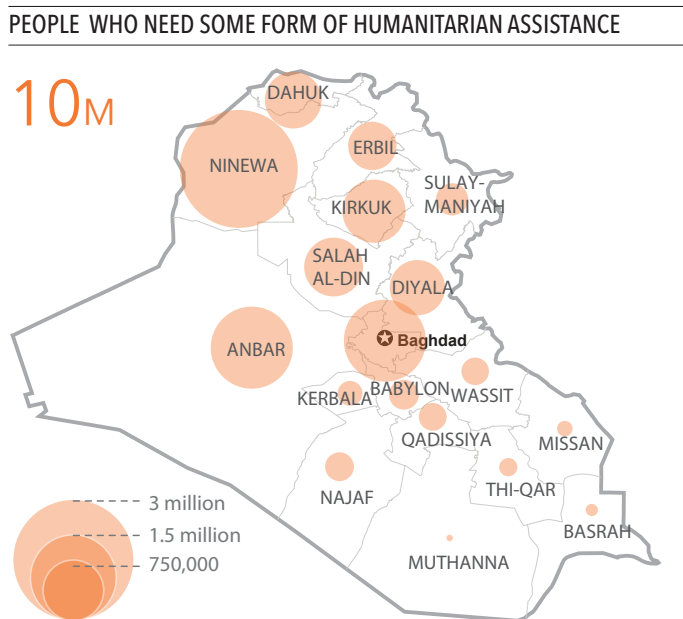 PEOPLE WHO NEED SOME FORM OF HUMANITARIAN ASSISTANCE
10M
DAHUK
NINEWA
ERBIL
SULAY-
MANIYAH
KIRKUK
SALAH
AL-DIN
DIYALA
Baghdad
ANBAR
KERBALA
BABYLON
WASSIT
QADISSIYA
MISSAN
NAJAF
THI-QAR
BASRAH
MUTHANNA
3 million
1.5 million
750,000